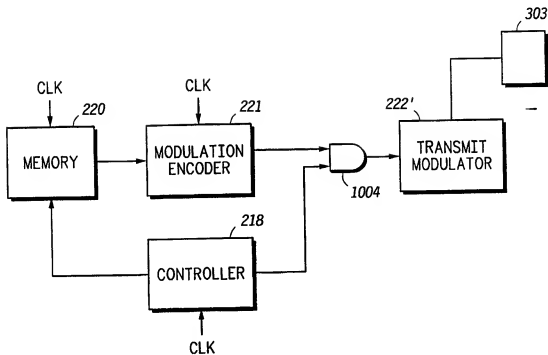 303
CLK
220
CLK
221
222'
MEMORY
MODULATION
ENCODER
TRANSMIT
MODULATOR
1004
218
CONTROLLER
CLK